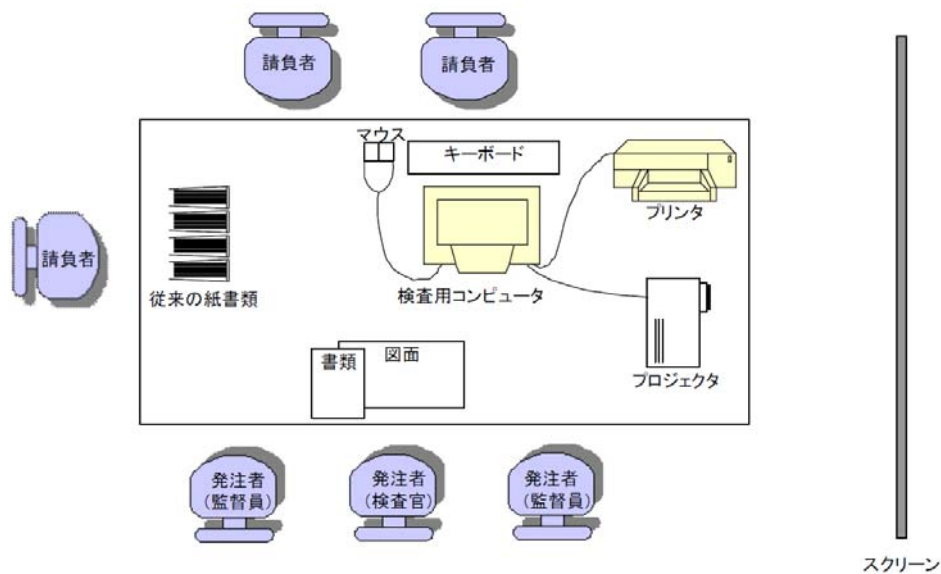 請負者
請負者
マウス
キーボード
プリンタ
請負者
従来の紙書類
検査用コンピュータ
書類
図面
プロジェクタ
発注者
(監督員)
発注者
(検査官)
発注者
(監督員)
スクリーン